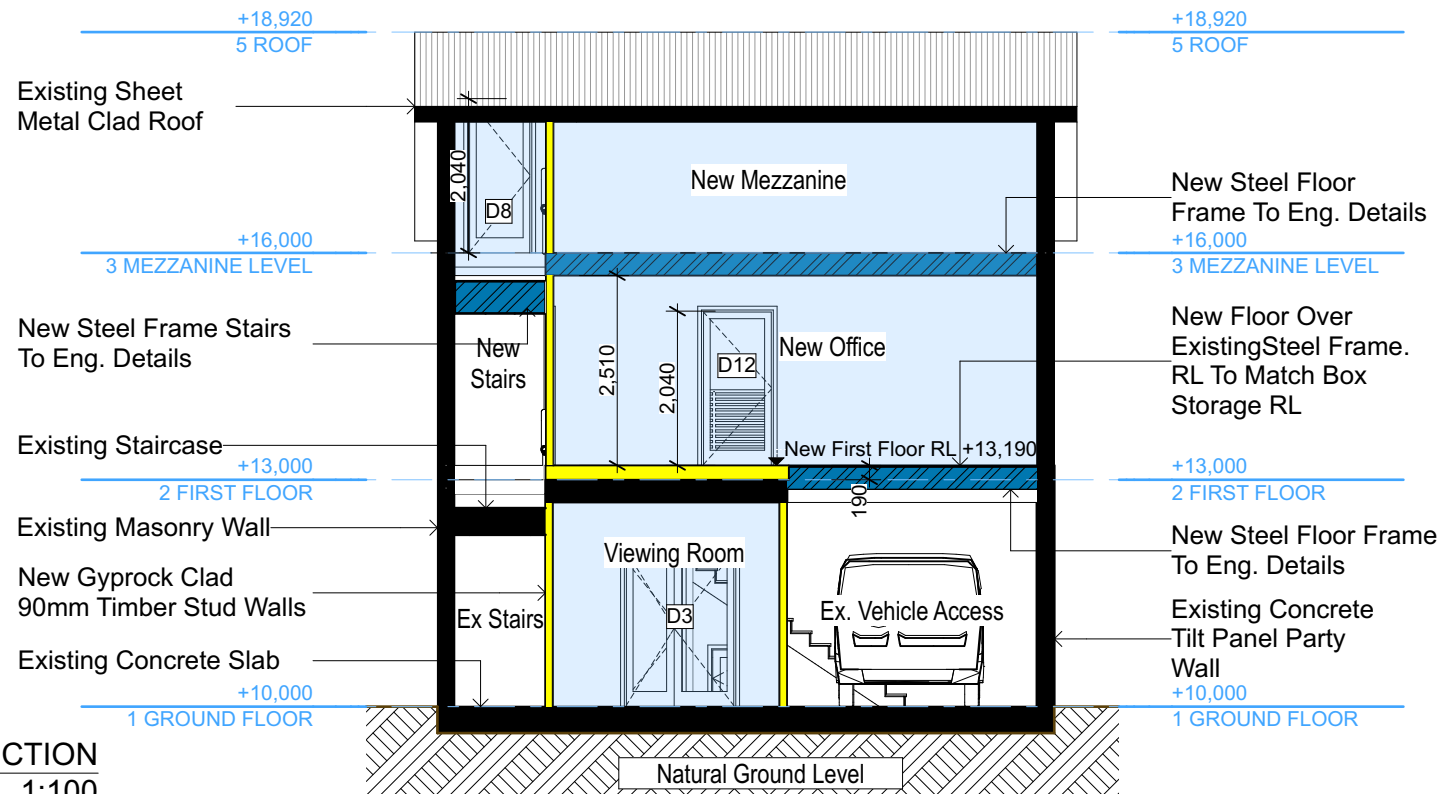 +18,920
5 ROOF
+18,920
5 ROOF
Existing Sheet
Metal Clad Roof
2,040
D8
New Mezzanine
New Steel Floor
Frame To Eng. Details
+16,000
3 MEZZANINE LEVEL
+16,000
3 MEZZANINE LEVEL
New Steel Frame Stairs
To Eng. Details
New
Stairs
2,510
2,040
D12
New Office
New Floor Over
ExistingSteel Frame.
RL To Match Box
Storage RL
Existing Staircase
New First Floor RL +13,190
+13,000
2 FIRST FLOOR
190
+13,000
2 FIRST FLOOR
Existing Masonry Wall
New Steel Floor Frame
To Eng. Details
New Gyprock Clad
90mm Timber Stud Walls
Viewing Room
D3
Ex Stairs
Ex. Vehicle Access
Existing Concrete
Tilt Panel Party
Wall
Existing Concrete Slab
+10,000
1 GROUND FLOOR
+10,000
1 GROUND FLOOR
CTION
1:100
Natural Ground Level